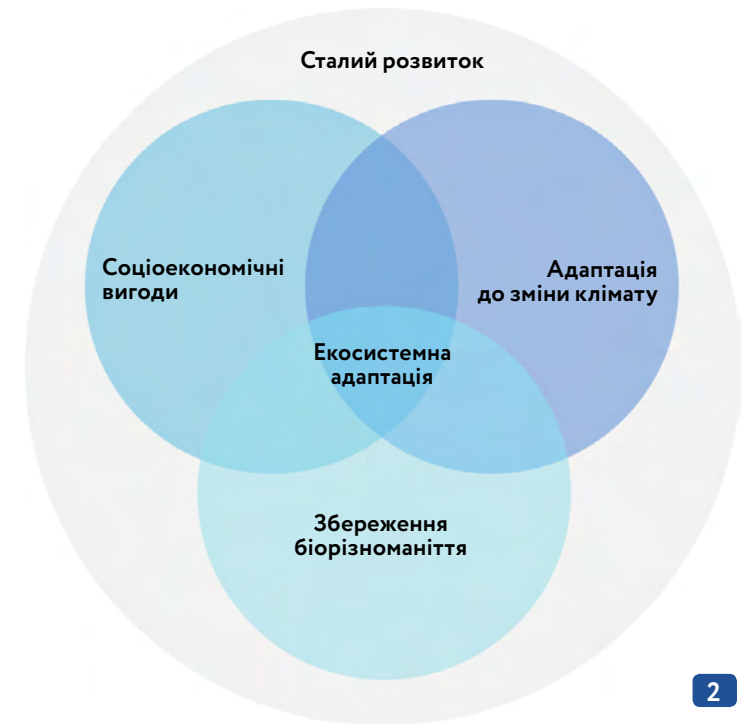 Сталий розвиток
Соціоекономічні
вигоди
Адаптація
до зміни клімату
Екосистемна
адаптація
Збереження
біорізноманіття
2